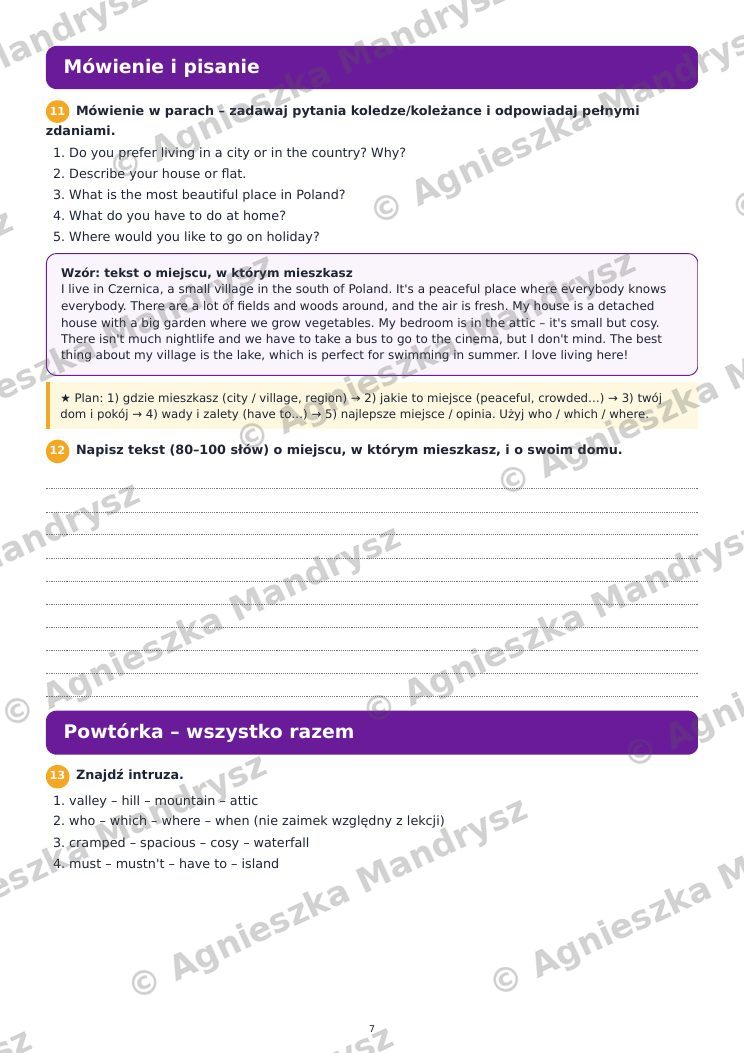 Mówienie i pisanie
11 Mówienie w parach – zadawaj pytania koledze/koleżance i odpowiadaj pełnymi
zdaniami.
1. Do you prefer living in a city or in the country? Why?
2. Describe your house or flat.
3. What is the most beautiful place in Poland?
4. What do you have to do at home?
5. Where would you like to go on holiday?
Wzór: tekst o miejscu, w którym mieszkasz
I live in Czernica, a small village in the south of Poland. It's a peaceful place where everybody knows
everybody. There are a lot of fields and woods around, and the air is fresh. My house is a detached
house with a big garden where we grow vegetables. My bedroom is in the attic – it's small but cosy.
There isn't much nightlife and we have to take a bus to go to the cinema, but I don't mind. The best
thing about my village is the lake, which is perfect for swimming in summer. I love living here!
★ Plan: 1) gdzie mieszkasz (city / village, region) → 2) jakie to miejsce (peaceful, crowded...) → 3) twój
dom i pokój → 4) wady i zalety (have to...) → 5) najlepsze miejsce / opinia. Użyj who / which / where.
12 Napisz tekst (80–100 słów) o miejscu, w którym mieszkasz, i o swoim domu.
Powtórka – wszystko razem
13 Znajdź intruza.
1. valley – hill – mountain – attic
2. who – which – where – when (nie zaimek względny z lekcji)
3. cramped – spacious – cosy – waterfall
4. must – mustn't – have to – island
7
© Agnieszka Mandrysz